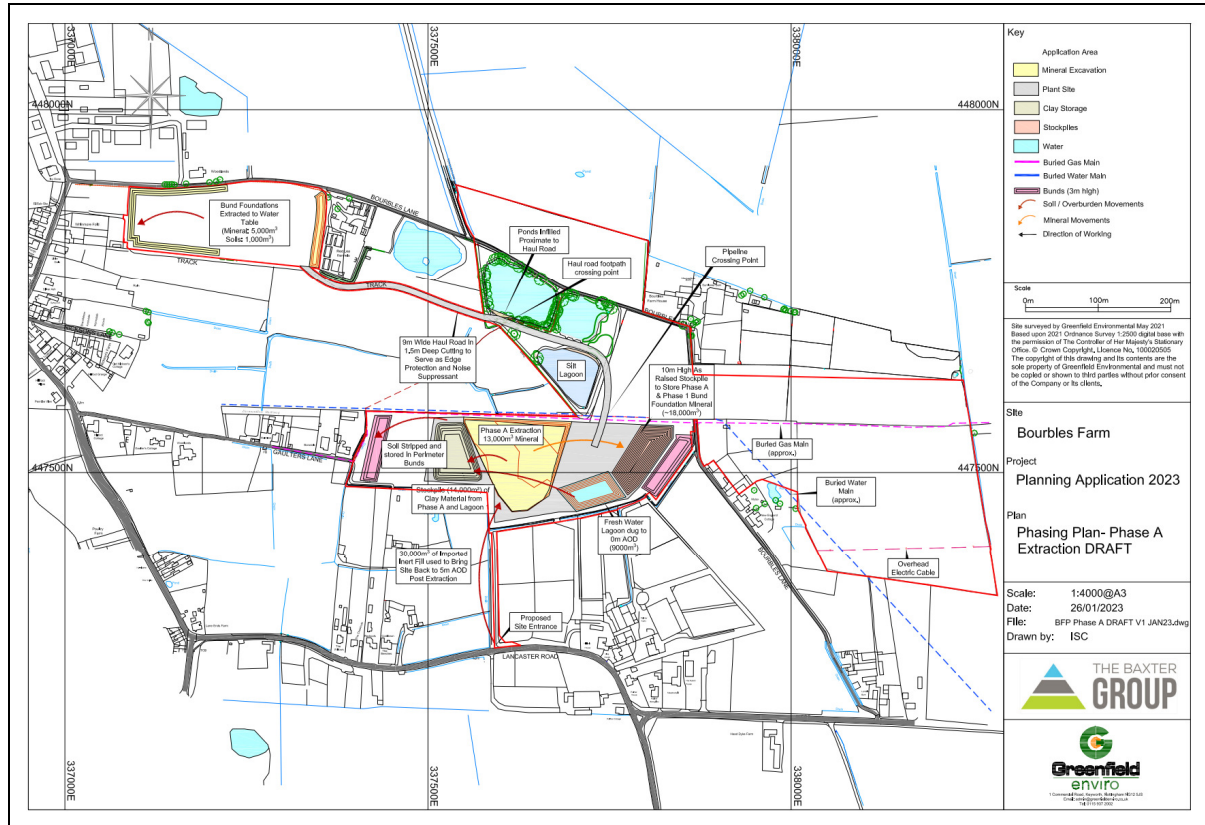 337000E
337500E
338000E
448000N
448000N
BOURBLES LANE
Bund Foundations
Extracted to Water
Table
(Mineral: 5,000m³
Soils: 1,000m³)
TRACK
TRACK
Ponds Infilled
Proximate to
Haul Road
Haul road footpath
crossing point
Pipeline
Crossing Point
BOURBLES LANE
Bourbles
Farm House
9m Wide Haul Road In
1.5m Deep Cutting to
Serve as Edge
Protection and Noise
Suppressant
Silt
Lagoon
10m High As
Raised Stockpile
to Store Phase A
& Phase 1 Bund
Foundation Mineral
(~18,000m³)
Phase A Extraction
13,000m³ Mineral
Soil Stripped and
stored In Perimeter
Bunds
GAULTERS LANE
447500N
447500N
Stockpile (14,000m³) of
Clay Material from
Phase A and Lagoon
Fresh Water
Lagoon dug to
0m AOD
(9000m³)
30,000m³ of Imported
Inert Fill used to Bring
Site Back to 5m AOD
Post Extraction
Buried Gas Main
(approx.)
Buried Water
Main
(approx.)
Overhead
Electric Cable
BOURBLES LANE
Proposed
Site Entrance
LANCASTER ROAD
337000E
337500E
338000E
Key
Application Area
Mineral Excavation
Plant Site
Clay Storage
Stockpiles
Water
Buried Gas Main
Buried Water Main
Bunds (3m high)
Soil / Overburden Movements
Mineral Movements
Direction of Working
Scale
0m 100m 200m
Site surveyed by Greenfield Environmental May 2021
Based upon 2021 Ordnance Survey 1:2500 digital base with
the permission of The Controller of Her Majesty's Stationary
Office. © Crown Copyright, Licence No. 100020505
The copyright of this drawing and its contents are the
sole property of Greenfield Environmental and must not
be copied or shown to third parties without prior consent
of the Company or its clients.
Site
Bourbles Farm
Project
Planning Application 2023
Plan
Phasing Plan- Phase A
Extraction DRAFT
Scale: 1:4000@A3
Date: 26/01/2023
File: BFP Phase A DRAFT V1 JAN23.dwg
Drawn by: ISC
THE BAXTER
GROUP
Greenfield
enviro